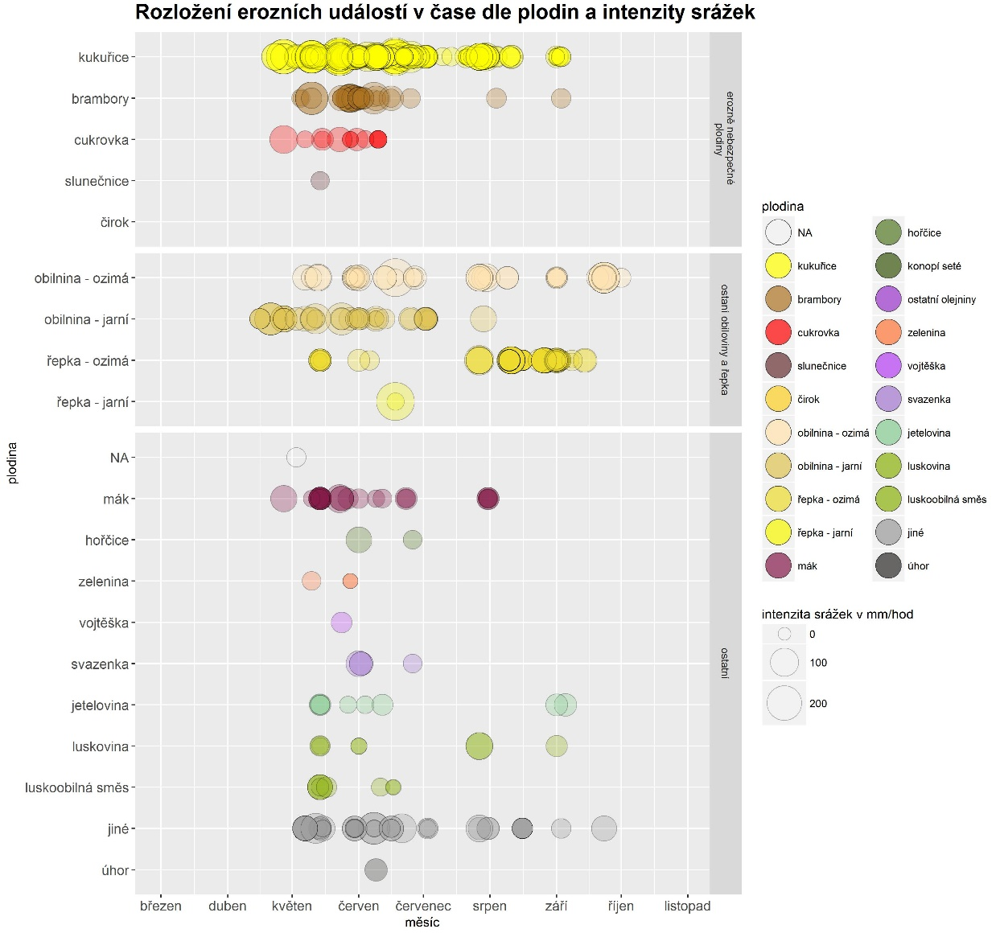 Rozložení erozních událostí v čase dle plodin a intenzity srážek
kukuřice
brambory
cukrovka
slunečnice
čirok
erozně nebezpečné
plodiny
obilnina - ozimá
obilnina - jarní
řepka - ozimá
řepka - jarní
ostaní obiloviny a řepka
NA
mák
hořčice
zelenina
vojtěška
svazenka
jetelovina
luskovina
luskoobilná směs
jiné
úhor
ostatní
plodina
březen
duben
květen
červen
červenec
srpen
září
říjen
listopad
měsíc
plodina
NA
kukuřice
brambory
cukrovka
slunečnice
čirok
obilnina - ozimá
obilnina - jarní
řepka - ozimá
řepka - jarní
mák
hořčice
konopí seté
ostatní olejniny
zelenina
vojtěška
svazenka
jetelovina
luskovina
luskoobilná směs
jiné
úhor
intenzita srážek v mm/hod
0
100
200